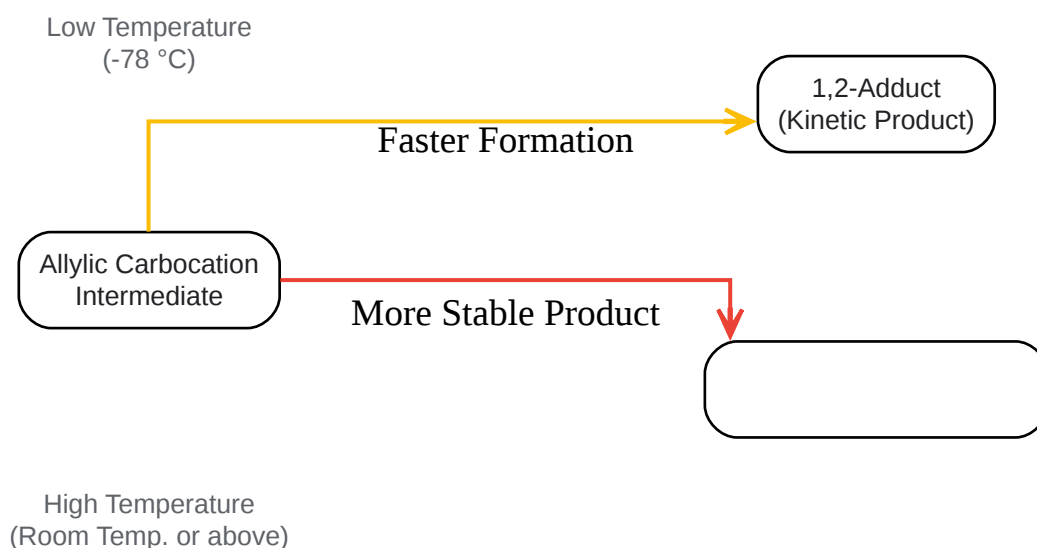 Low Temperature
(-78 °C)
1,2-Adduct
(Kinetic Product)
Faster Formation
Allylic Carbocation
Intermediate
More Stable Product
High Temperature
(Room Temp. or above)